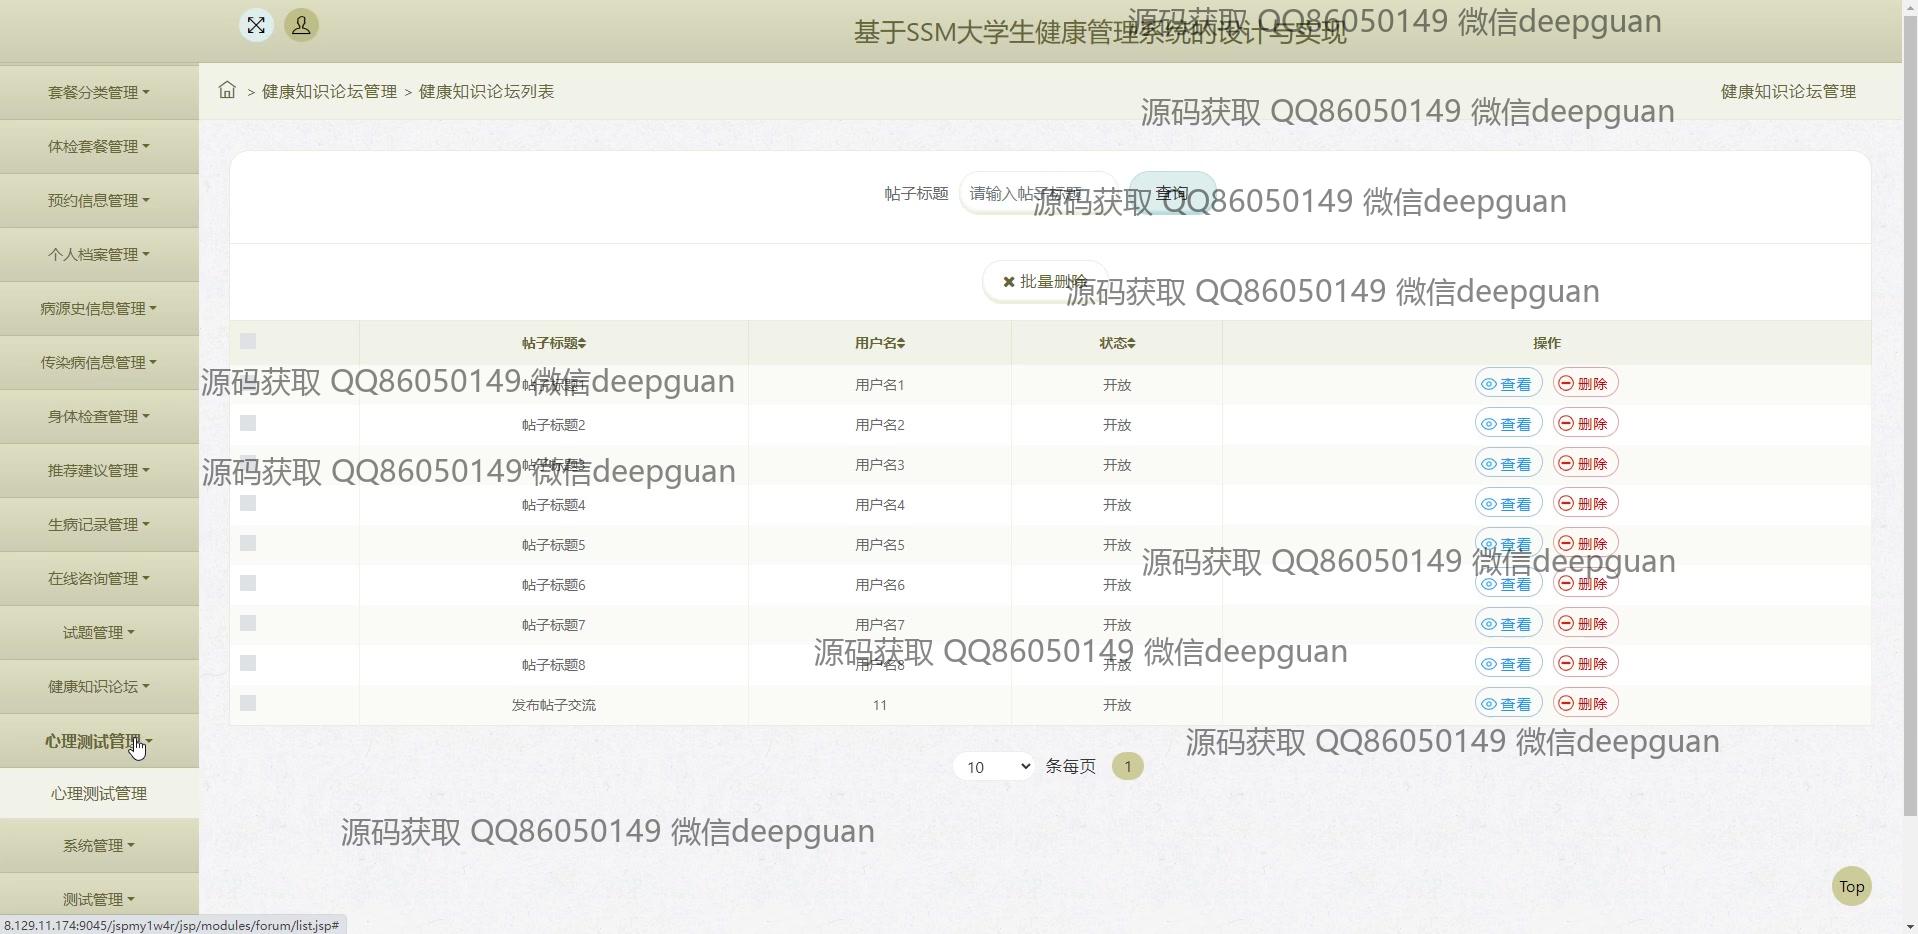 基于SSM大学生健康管理系统的设计与实现
源码获取 QQ86050149 微信deepguan
> 健康知识论坛管理 > 健康知识论坛列表
健康知识论坛管理
源码获取 QQ86050149 微信deepguan
套餐分类管理
体检套餐管理
预约信息管理
个人档案管理
病源史信息管理
传染病信息管理
身体检查管理
推荐建议管理
生病记录管理
在线咨询管理
试题管理
健康知识论坛
心理测试管理
心理测试管理
系统管理
测试管理
帖子标题 请输入帖子标题 查询
源码获取 QQ86050149 微信deepguan
批量删除
源码获取 QQ86050149 微信deepguan
帖子标题 用户名 状态 操作
帖子标题1 用户名1 开放 查看 删除
源码获取 QQ86050149 微信deepguan
帖子标题2 用户名2 开放 查看 删除
帖子标题3 用户名3 开放 查看 删除
源码获取 QQ86050149 微信deepguan
帖子标题4 用户名4 开放 查看 删除
帖子标题5 用户名5 开放 查看 删除
源码获取 QQ86050149 微信deepguan
帖子标题6 用户名6 开放 查看 删除
帖子标题7 用户名7 开放 查看 删除
源码获取 QQ86050149 微信deepguan
帖子标题8 用户名8 开放 查看 删除
发布帖子交流 11 开放 查看 删除
源码获取 QQ86050149 微信deepguan
10 条每页 1
源码获取 QQ86050149 微信deepguan
Top
8.129.11.174:9045/jspmy1w4r/jsp/modules/forum/list.jsp#